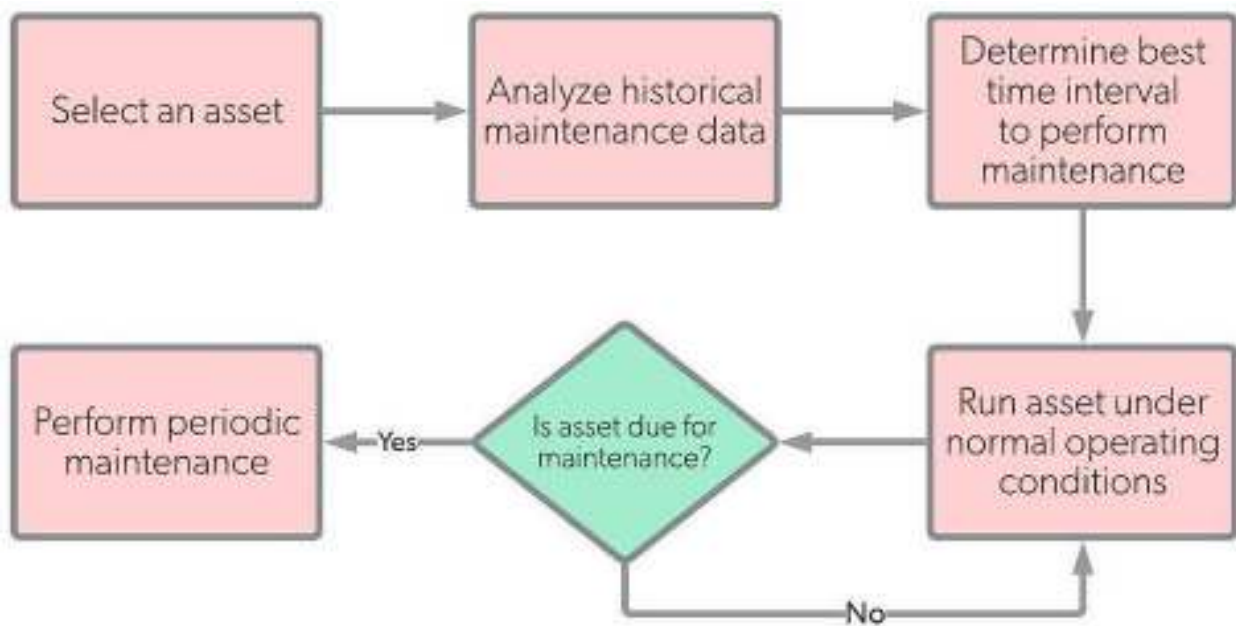 Select an asset
Analyze historical
maintenance data
Determine best
time interval
to perform
maintenance
Run asset under
normal operating
conditions
Is asset due for
maintenance?
Yes
No
Perform periodic
maintenance